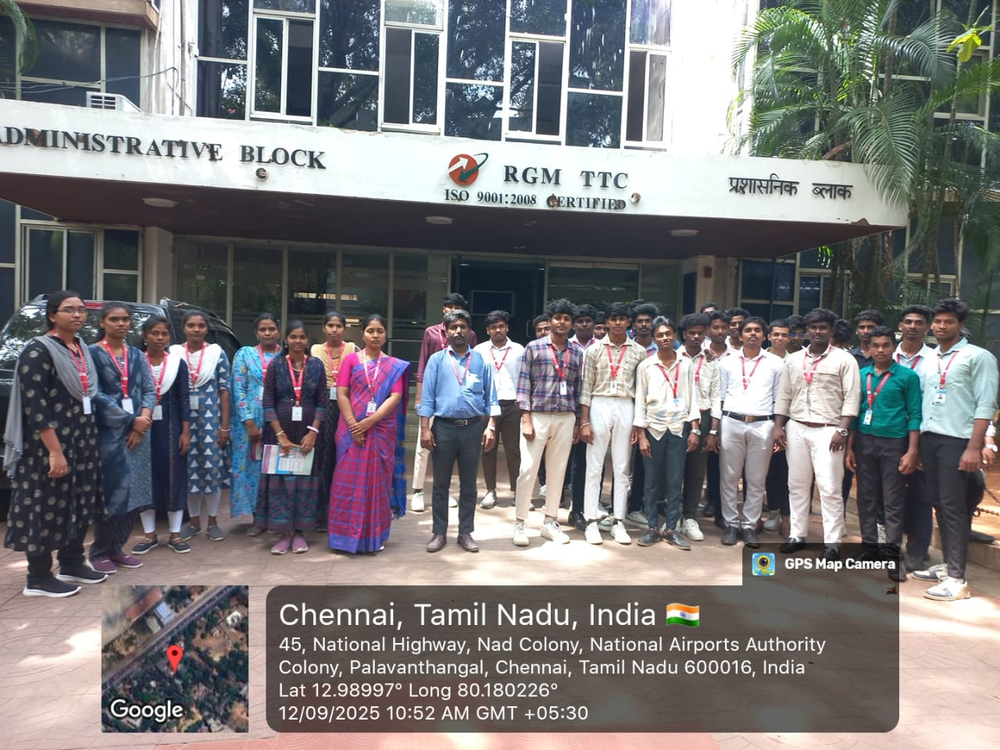 ADMINISTRATIVE BLOCK
RGM TTC
ISO 9001:2008 CERTIFIED
प्रशासनिक ब्लाक
GPS Map Camera
Chennai, Tamil Nadu, India
45, National Highway, Nad Colony, National Airports Authority
Colony, Palavanthangal, Chennai, Tamil Nadu 600016, India
Lat 12.98997° Long 80.180226°
12/09/2025 10:52 AM GMT +05:30
Google